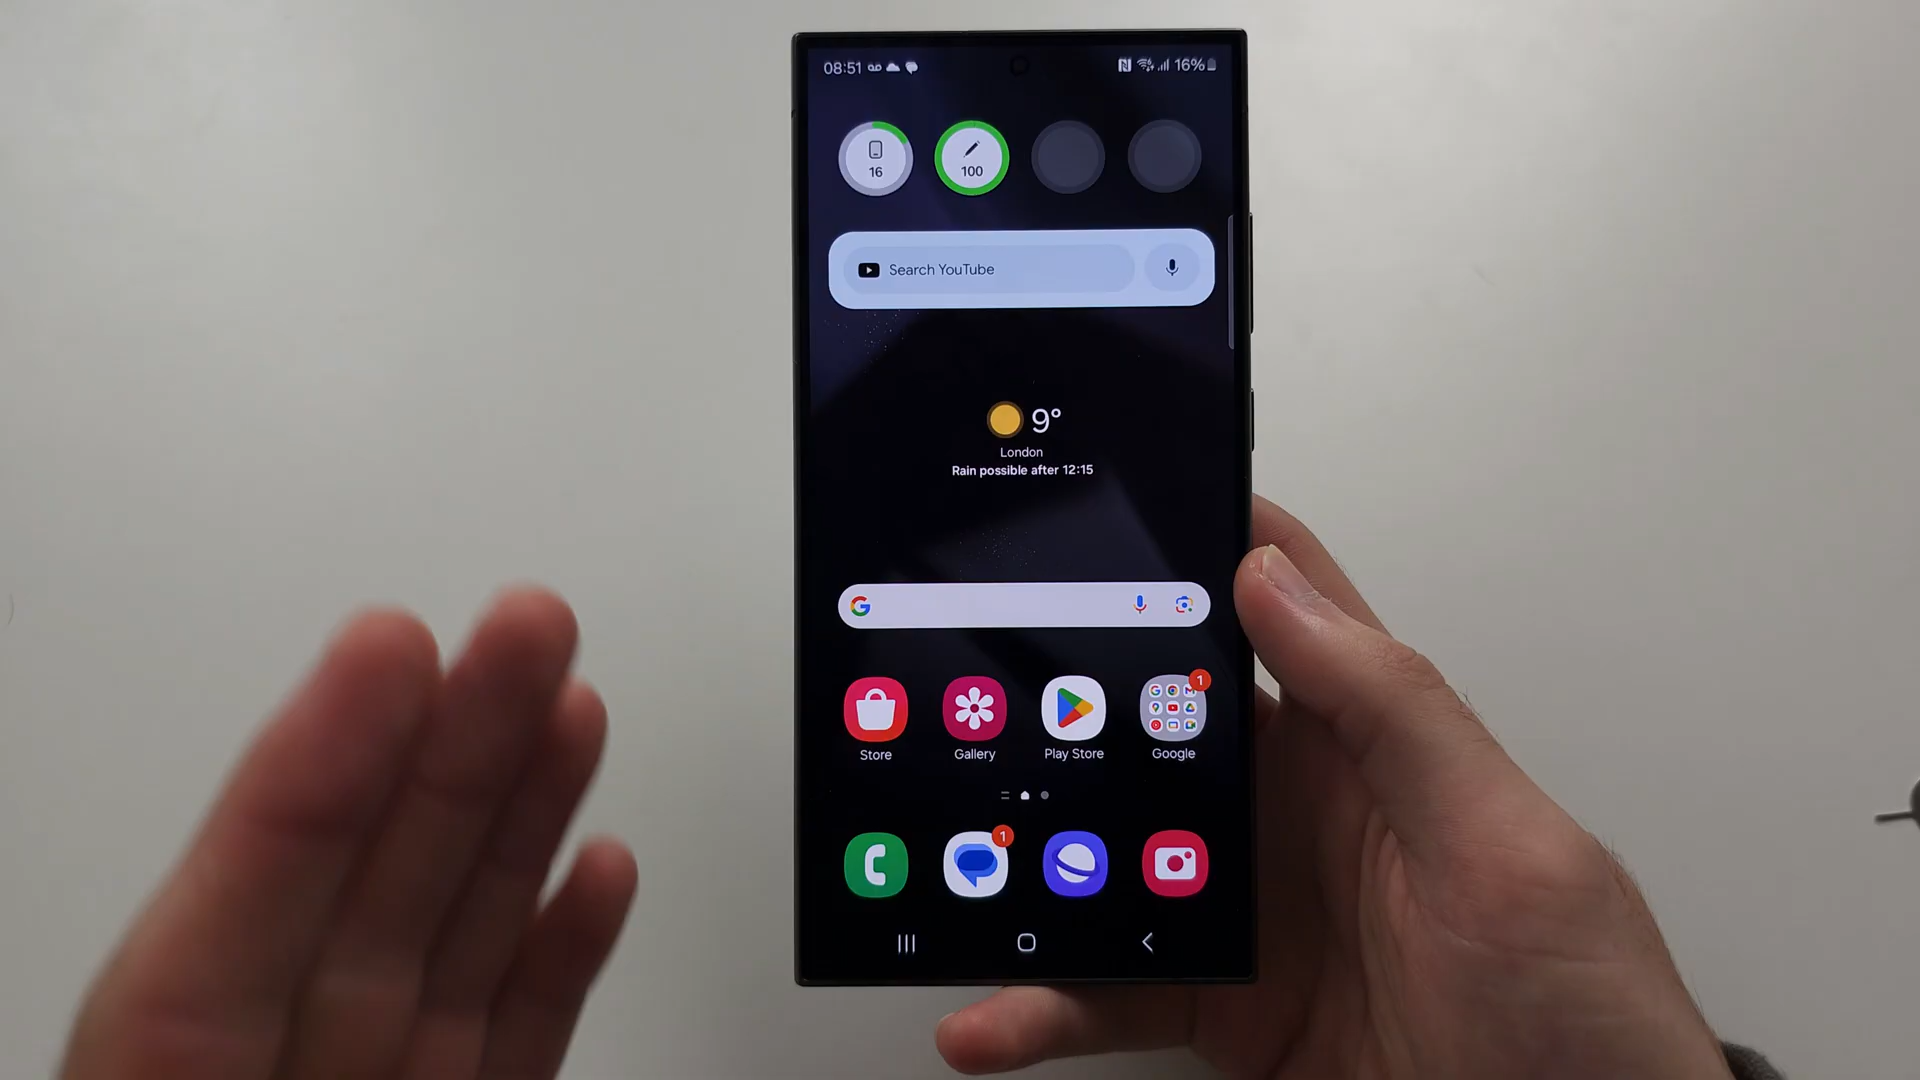 08:51 16%
16 100
Search YouTube
9°
London
Rain possible after 12:15
1
Store Gallery Play Store Google
1